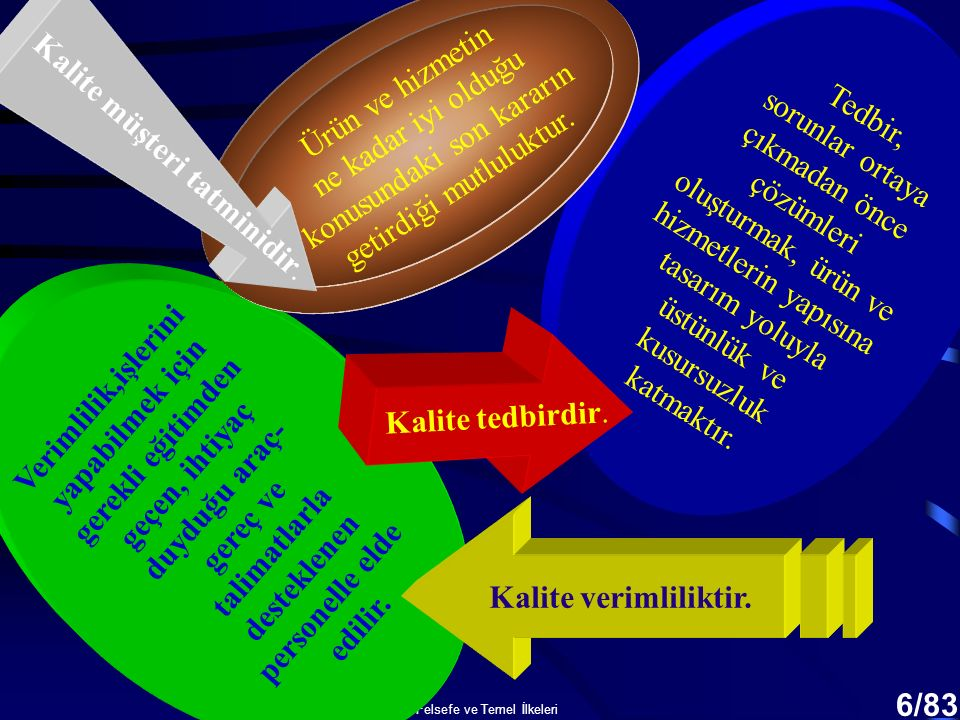 Kalite müşteri tatminidir.
Ürün ve hizmetin
ne kadar iyi olduğu
konusundaki son kararın
getirdiği mutluluktur.
Tedbir,
sorunlar ortaya
çıkmadan önce
çözümleri
oluşturmak, ürün ve
hizmetlerin yapısına
tasarım yoluyla
üstünlük ve
kusursuzluk
katmaktır.
Kalite tedbirdir.
Verimlilik,işlerini
yapabilmek için
gerekli eğitimden
geçen, ihtiyaç
duyduğu araç-
gereç ve
talimatlarla
desteklenen
personelle elde
edilir.
Kalite verimliliktir.
ve Temel İlkeleri
6/83